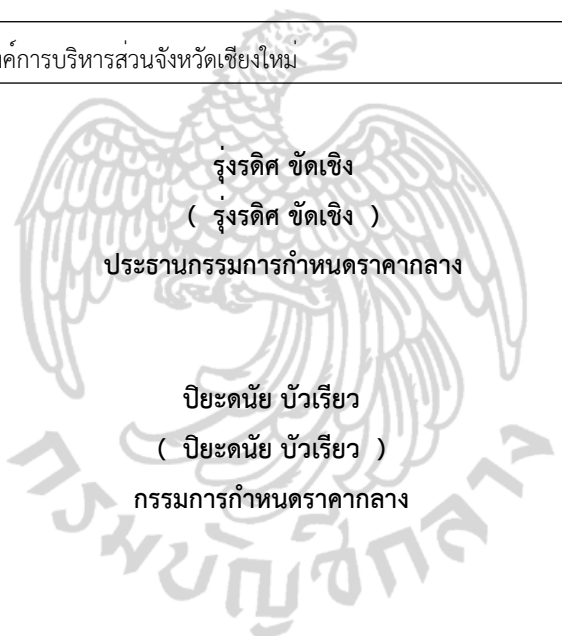 ค์การบริหารส่วนจังหวัดเชียงใหม่
รุ่งรดิศ ขัดเชิง
( รุ่งรดิศ ขัดเชิง )
ประธานกรรมการกำหนดราคากลาง
ปิยะดนัย บัวเรียว
( ปิยะดนัย บัวเรียว )
กรรมการกำหนดราคากลาง
กรมบัญชีกลาง